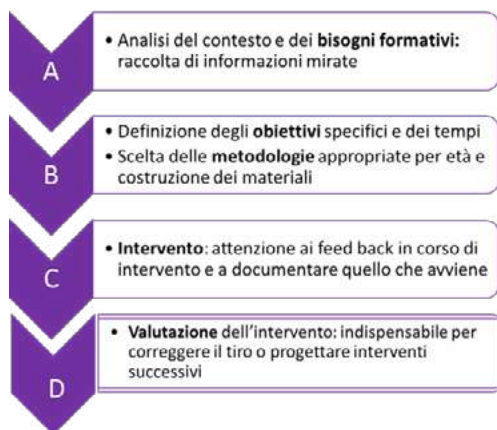 A
• Analisi del contesto e dei bisogni formativi:
raccolta di informazioni mirate
B
• Definizione degli obiettivi specifici e dei tempi
• Scelta delle metodologie appropriate per età e
costruzione dei materiali
C
• Intervento: attenzione ai feed back in corso di
intervento e a documentare quello che avviene
D
• Valutazione dell'intervento: indispensabile per
correggere il tiro o progettare interventi
successivi